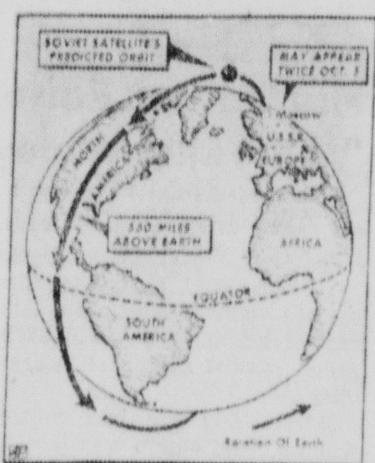 SOVIET SATELLITE'S
PREDICTED ORBIT
MAY APPEAR
TWICE OCT. 5
Moscow
U.S.S.R.
EUROPE
NORTH
AMERICA
560 MILES
ABOVE EARTH
AFRICA
EQUATOR
SOUTH
AMERICA
Rotation Of Earth